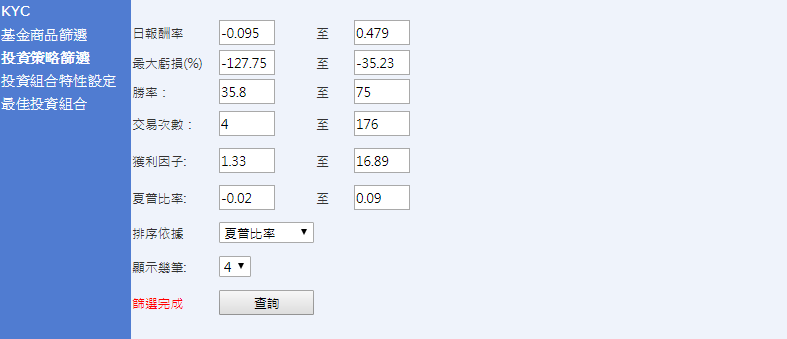 KYC
基金商品篩選
投資策略篩選
投資組合特性設定
最佳投資組合
日報酬率 -0.095 至 0.479
最大虧損(%) -127.75 至 -35.23
勝率： 35.8 至 75
交易次數： 4 至 176
獲利因子: 1.33 至 16.89
夏普比率: -0.02 至 0.09
排序依據 夏普比率
顯示幾筆: 4
篩選完成 查詢